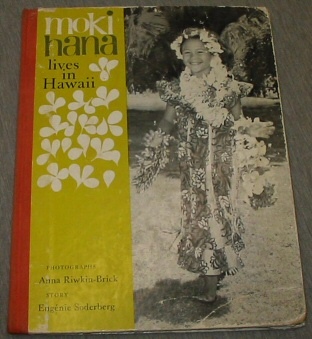 moki
hana
lives
in
Hawaii
PHOTOGRAPHS
Anna Riwkin-Brick
STORY
Eugenie Soderberg